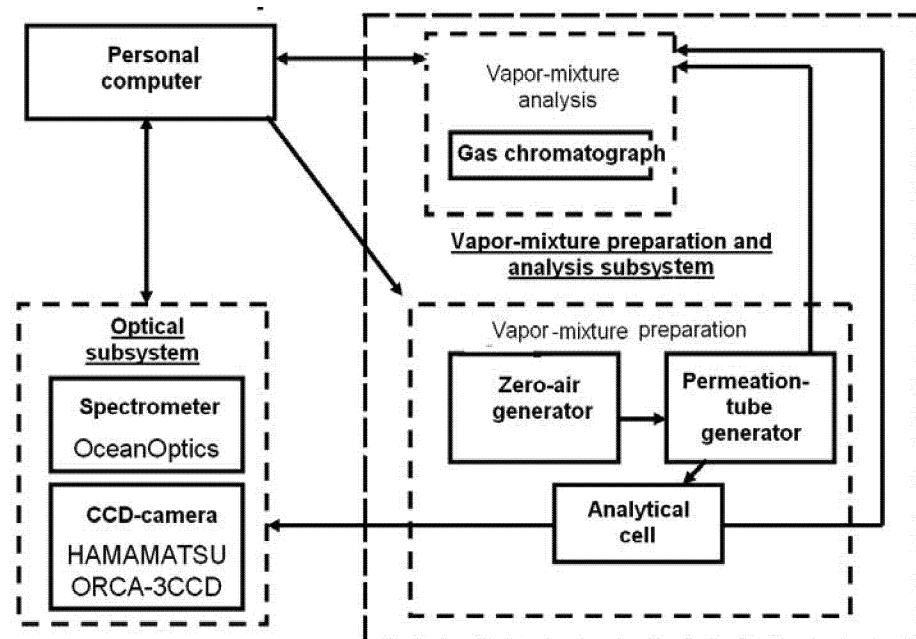 Personal
computer
Vapor-mixture
analysis
Gas chromatograph
Vapor-mixture preparation and
analysis subsystem
Optical
subsystem
Spectrometer
OceanOptics
CCD-camera
HAMAMATSU
ORCA-3CCD
Vapor-mixture preparation
Zero-air
generator
Permeation-
tube
generator
Analytical
cell